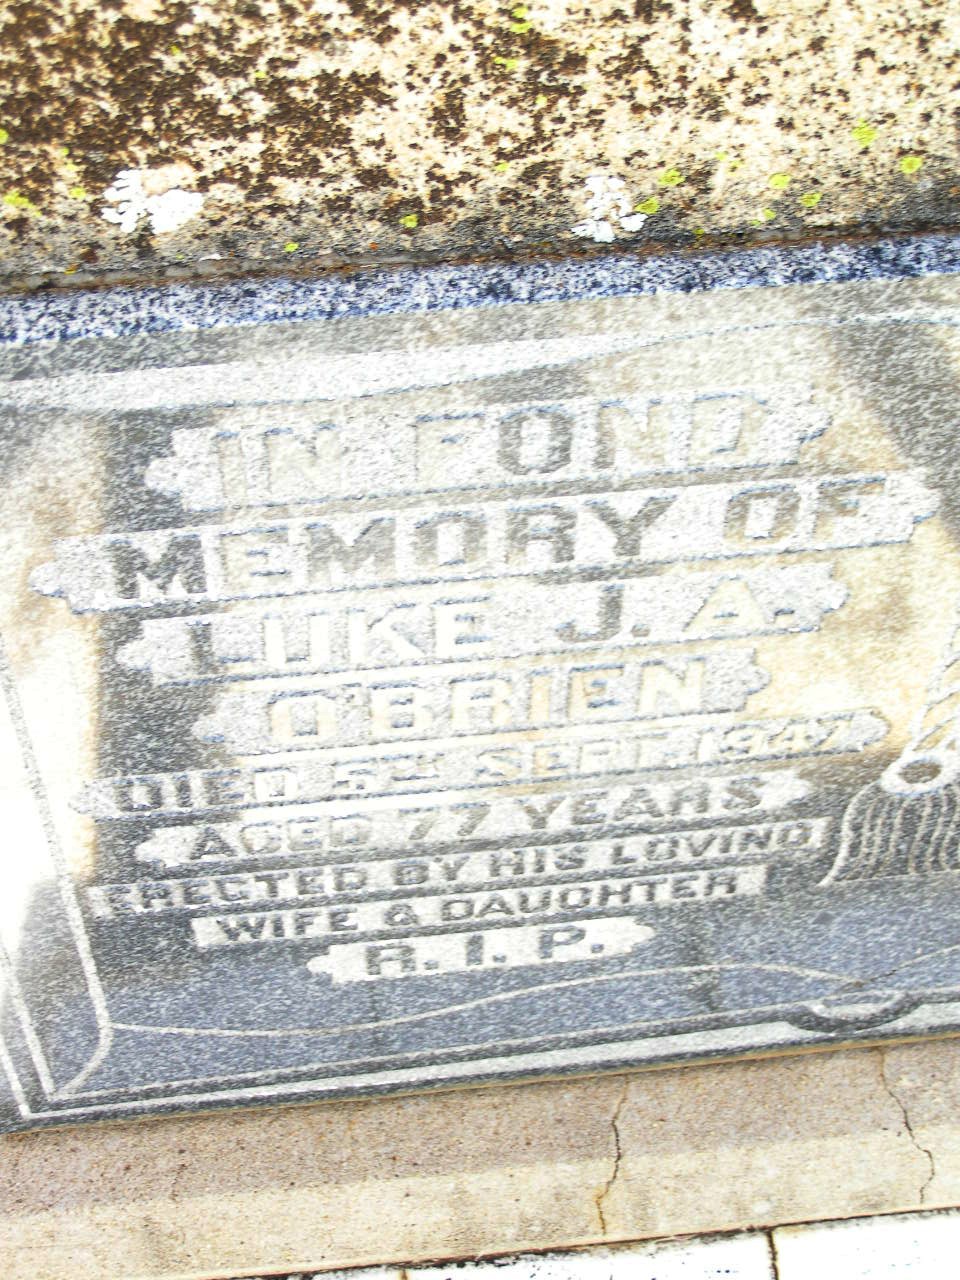 IN FOND
MEMORY OF
LUKE J. A.
O'BRIEN
DIED 5TH SEPT. 1947
AGED 77 YEARS
ERECTED BY HIS LOVING
WIFE & DAUGHTER
R. I. P.